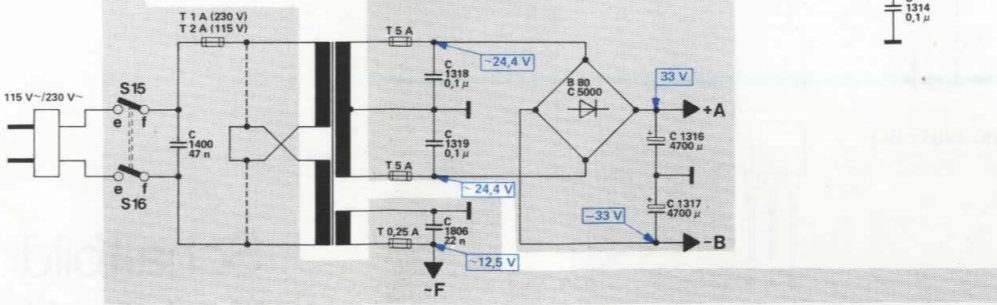 T 1 A (230 V)
T 2 A (115 V)
T 5 A
~24,4 V
C
1314
0,1 µ
115 V~/230 V~
S15
e f
C
1400
47 n
C
1318
0,1 µ
B 80
C 5000
33 V
+A
C
1319
0,1 µ
+ C 1316
4700 µ
e f
S16
T 5 A
~ 24,4 V
+ C 1317
4700 µ
–33 V
–B
C
1806
22 n
T 0,25 A
~12,5 V
~F